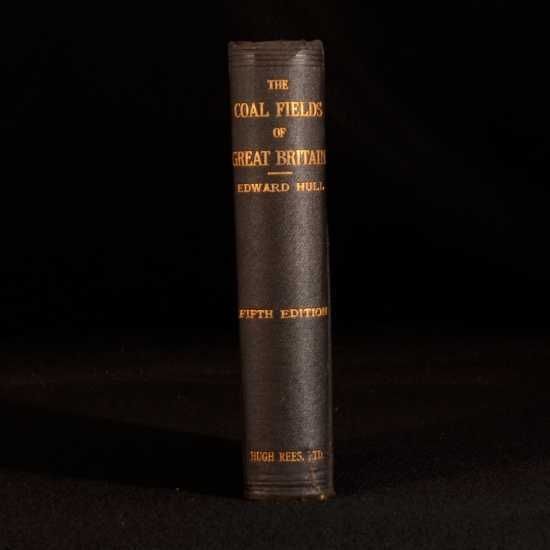 THE
COAL FIELDS
OF
GREAT BRITAIN
EDWARD HULL
FIFTH EDITION
HUGH REES, LTD.